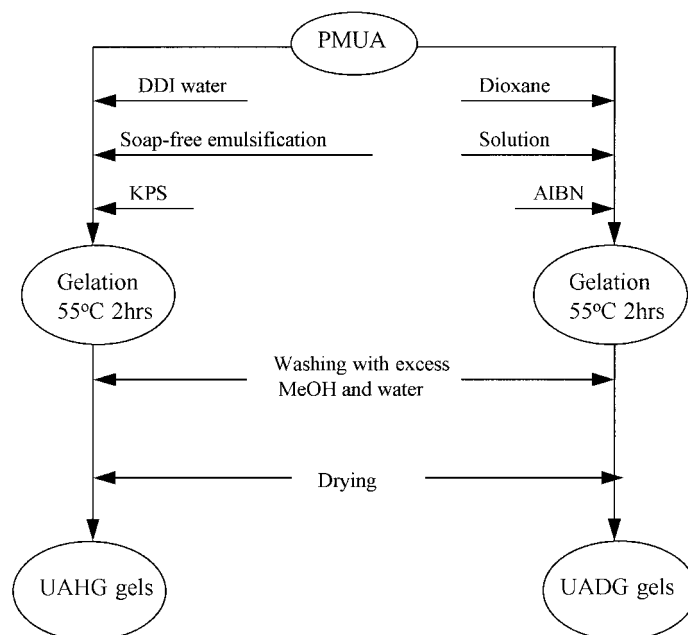 PMUA
DDI water
Dioxane
Soap-free emulsification
Solution
KPS
AIBN
Gelation
55°C 2hrs
Gelation
55°C 2hrs
Washing with excess
MeOH and water
Drying
UAHG gels
UADG gels